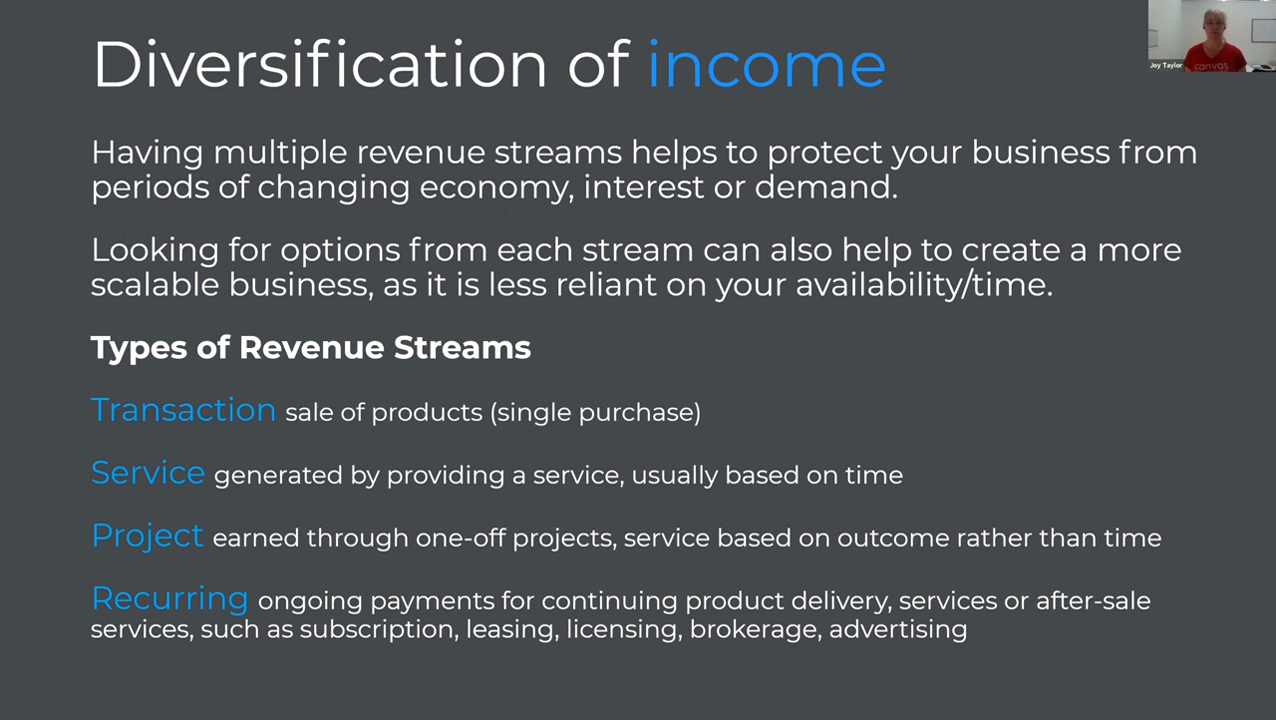 Diversification of income
Joy Taylor
canvas
Having multiple revenue streams helps to protect your business from
periods of changing economy, interest or demand.
Looking for options from each stream can also help to create a more
scalable business, as it is less reliant on your availability/time.
Types of Revenue Streams
Transaction sale of products (single purchase)
Service generated by providing a service, usually based on time
Project earned through one-off projects, service based on outcome rather than time
Recurring ongoing payments for continuing product delivery, services or after-sale
services, such as subscription, leasing, licensing, brokerage, advertising